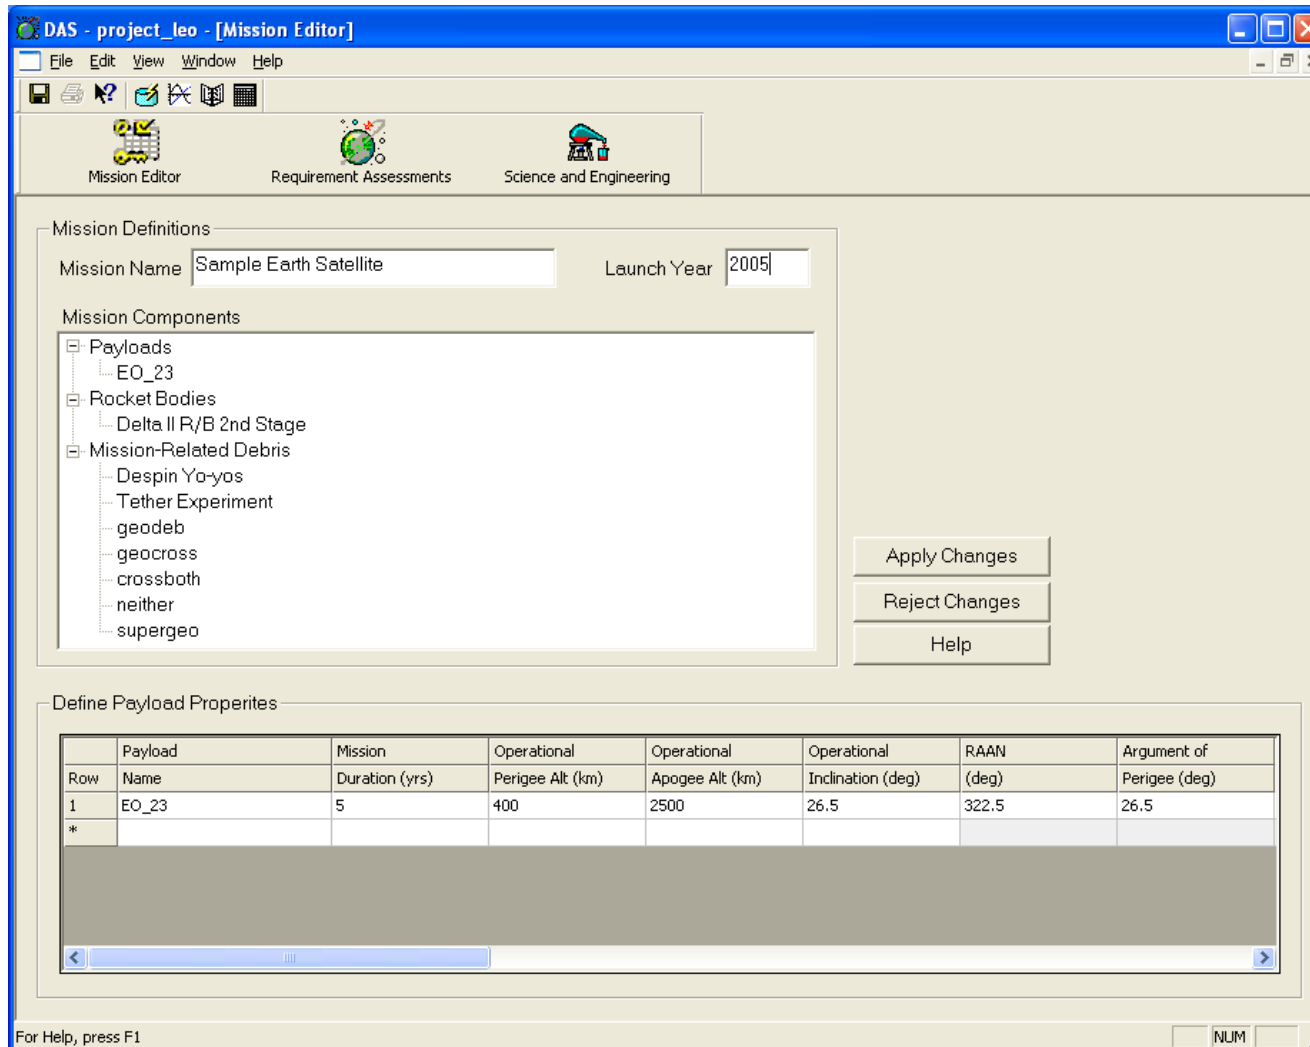 DAS - project_leo - [Mission Editor]
File Edit View Window Help
Mission Editor Requirement Assessments Science and Engineering
Mission Definitions
Mission Name Sample Earth Satellite Launch Year 2005
Mission Components
Payloads
EO_23
Rocket Bodies
Delta II R/B 2nd Stage
Mission-Related Debris
Despin Yo-yos
Tether Experiment
geodeb
geocross
crossboth
neither
supergeo
Apply Changes
Reject Changes
Help
Define Payload Properites
Payload Mission Operational Operational Operational RAAN Argument of
Row Name Duration (yrs) Perigee Alt (km) Apogee Alt (km) Inclination (deg) (deg) Perigee (deg)
1 EO_23 5 400 2500 26.5 322.5 26.5
*
For Help, press F1 NUM